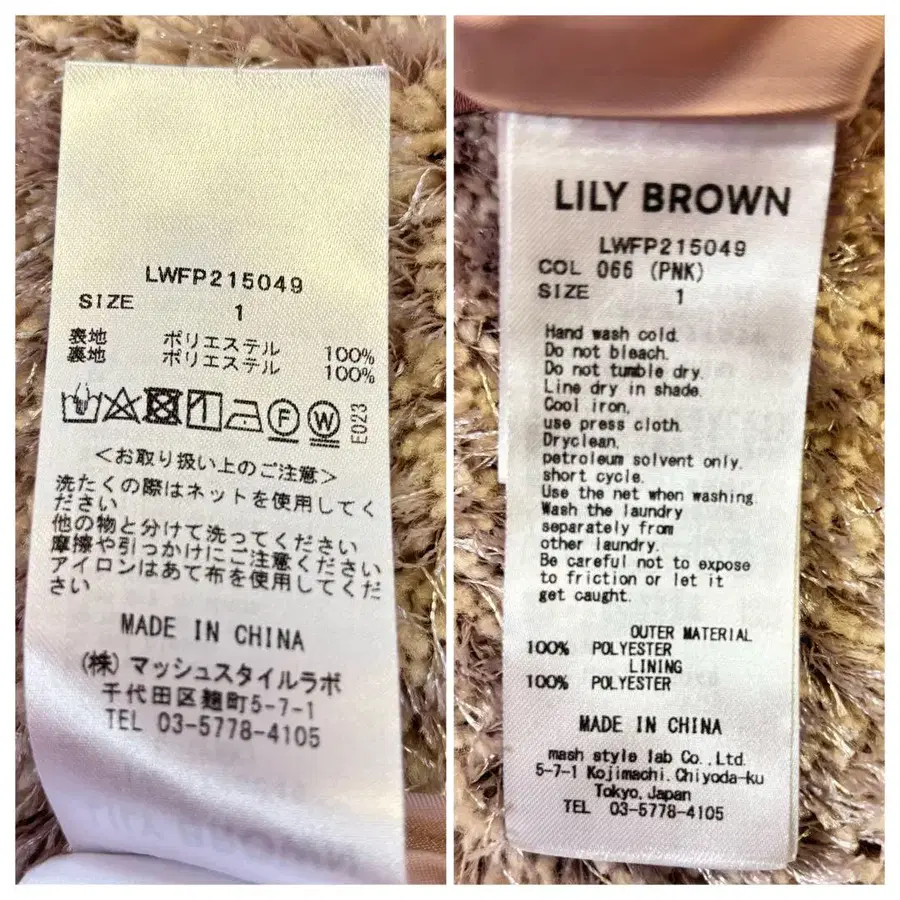 LWFP215049
SIZE 1
表地 ポリエステル 100%
裏地 ポリエステル 100%
F W E023
<お取り扱い上のご注意>
洗たくの際はネットを使用してく
ださい
他の物と分けて洗ってください
摩擦や引っかけにご注意ください
アイロンはあて布を使用してくだ
さい
MADE IN CHINA
(株) マッシュスタイルラボ
千代田区麹町5-7-1
TEL 03-5778-4105
LILY BROWN
LWFP215049
COL 066 (PNK)
SIZE 1
Hand wash cold.
Do not bleach.
Do not tumble dry.
Line dry in shade.
Cool iron,
use press cloth.
Dryclean,
petroleum solvent only.
short cycle.
Use the net when washing
Wash the laundry
separately from
other laundry.
Be careful not to expose
to friction or let it
get caught.
OUTER MATERIAL
100% POLYESTER
LINING
100% POLYESTER
MADE IN CHINA
mash style lab Co.,Ltd.
5-7-1 Kojimachi,Chiyoda-ku
Tokyo,Japan
TEL 03-5778-4105